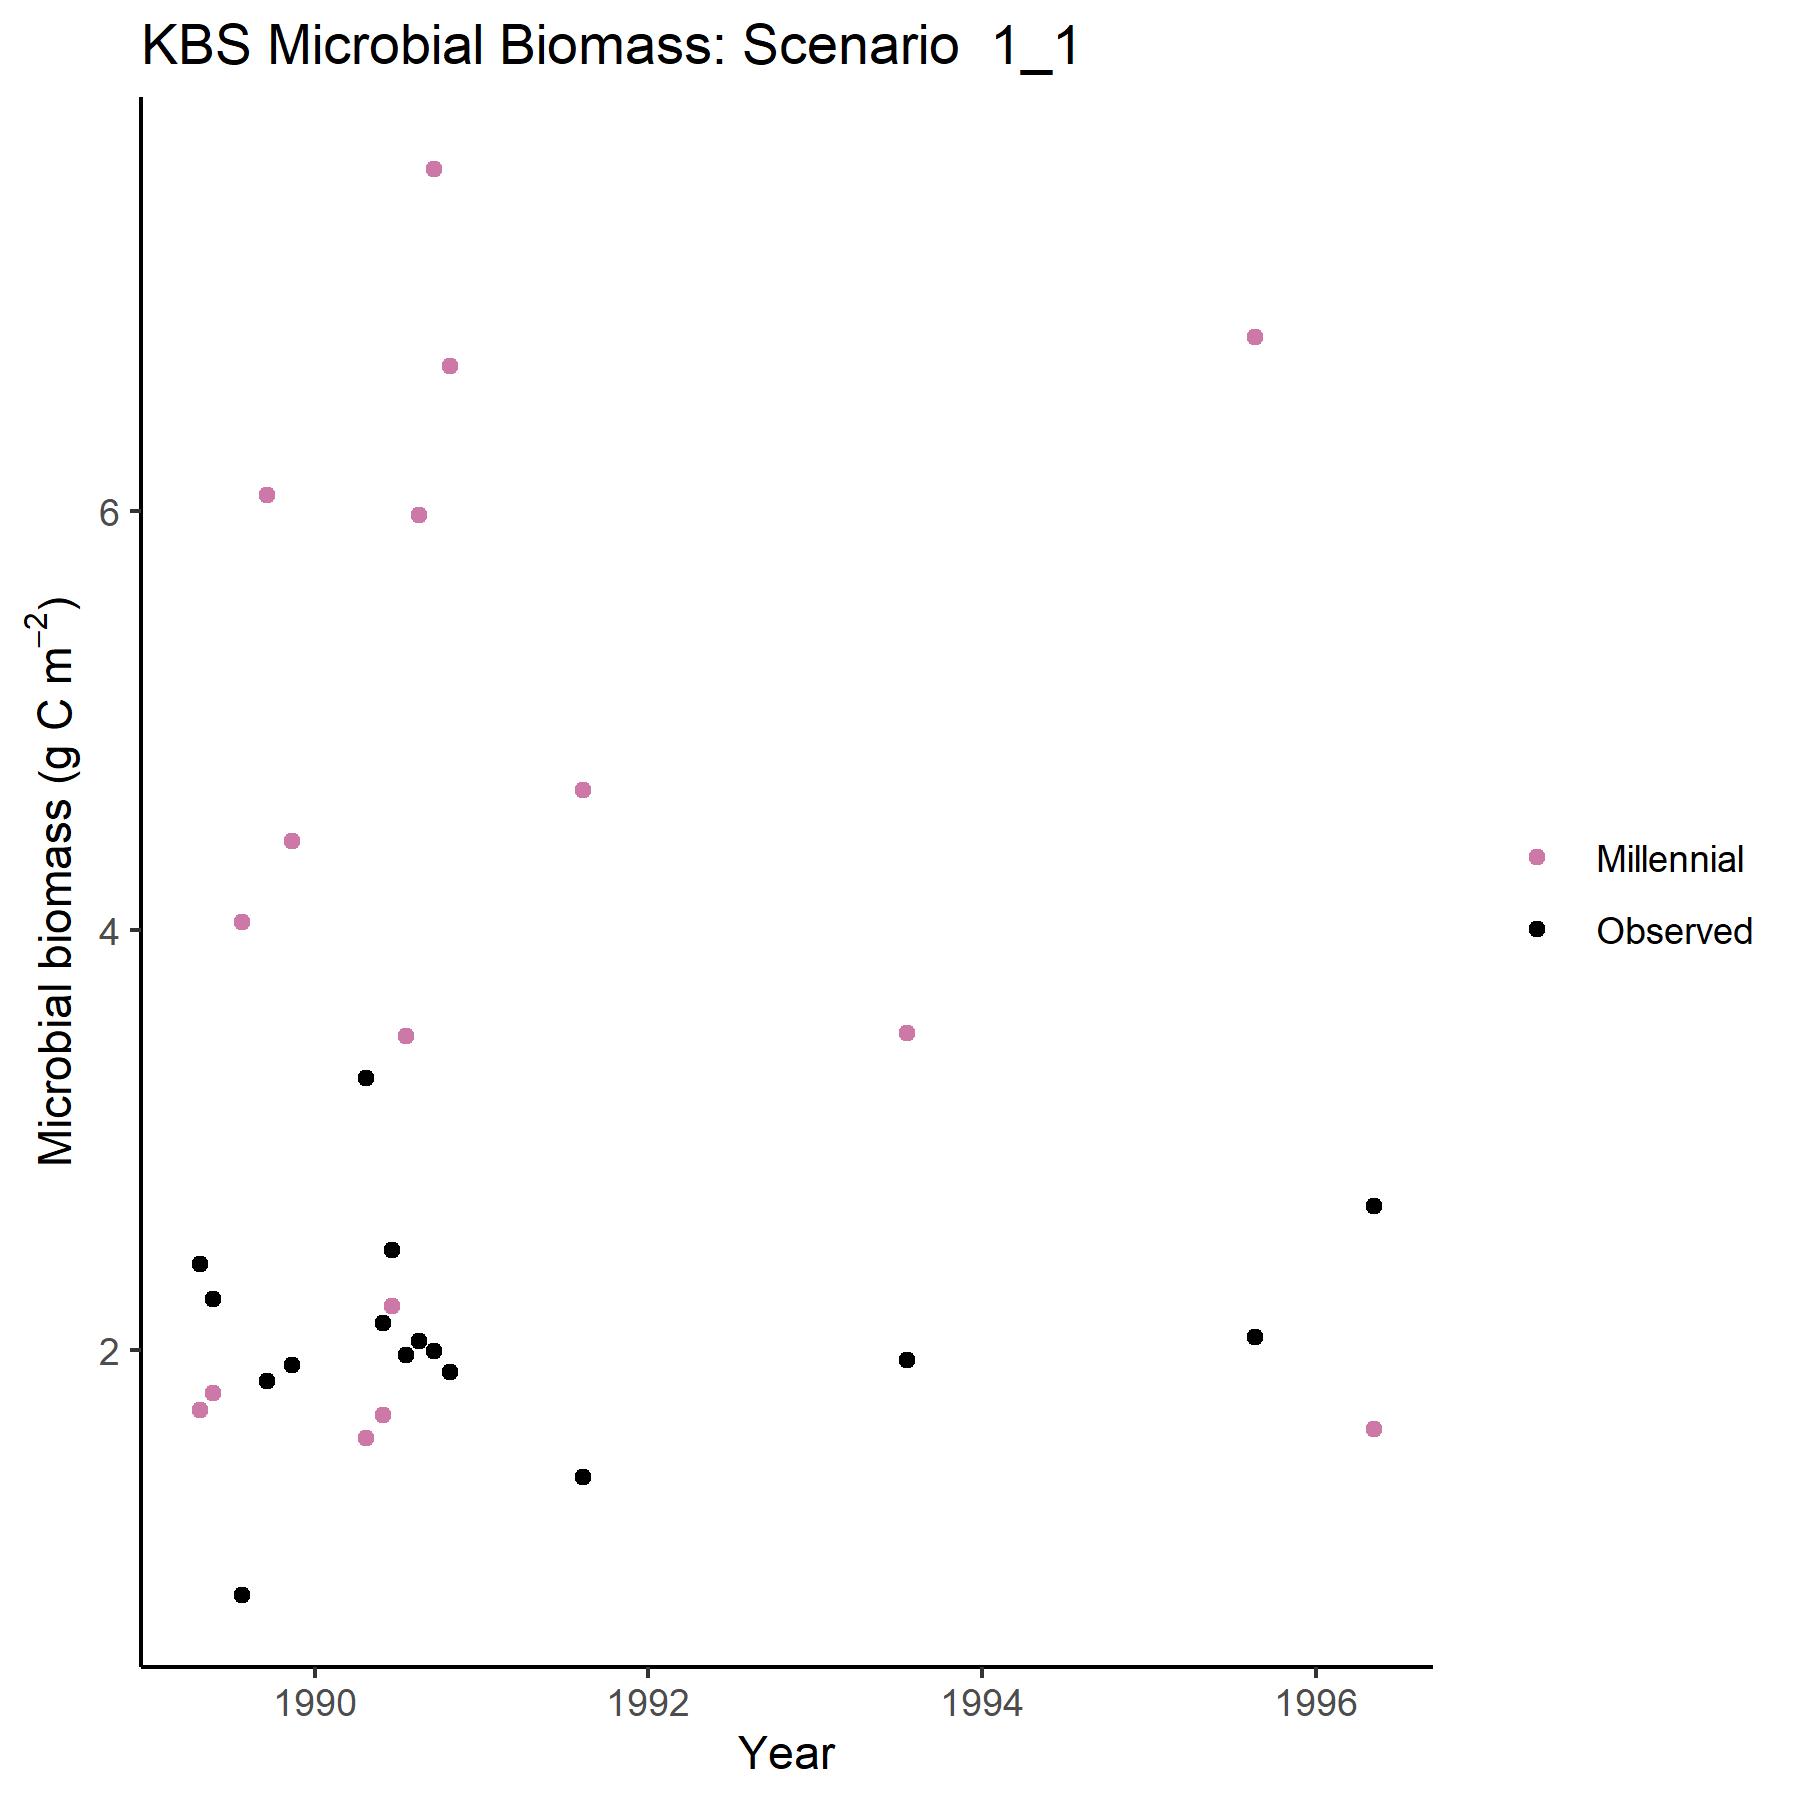 KBS Microbial Biomass: Scenario  1_1
Microbial biomass (g C m⁻²)
6
4
2
1990 1992 1994 1996
Year
Millennial
Observed